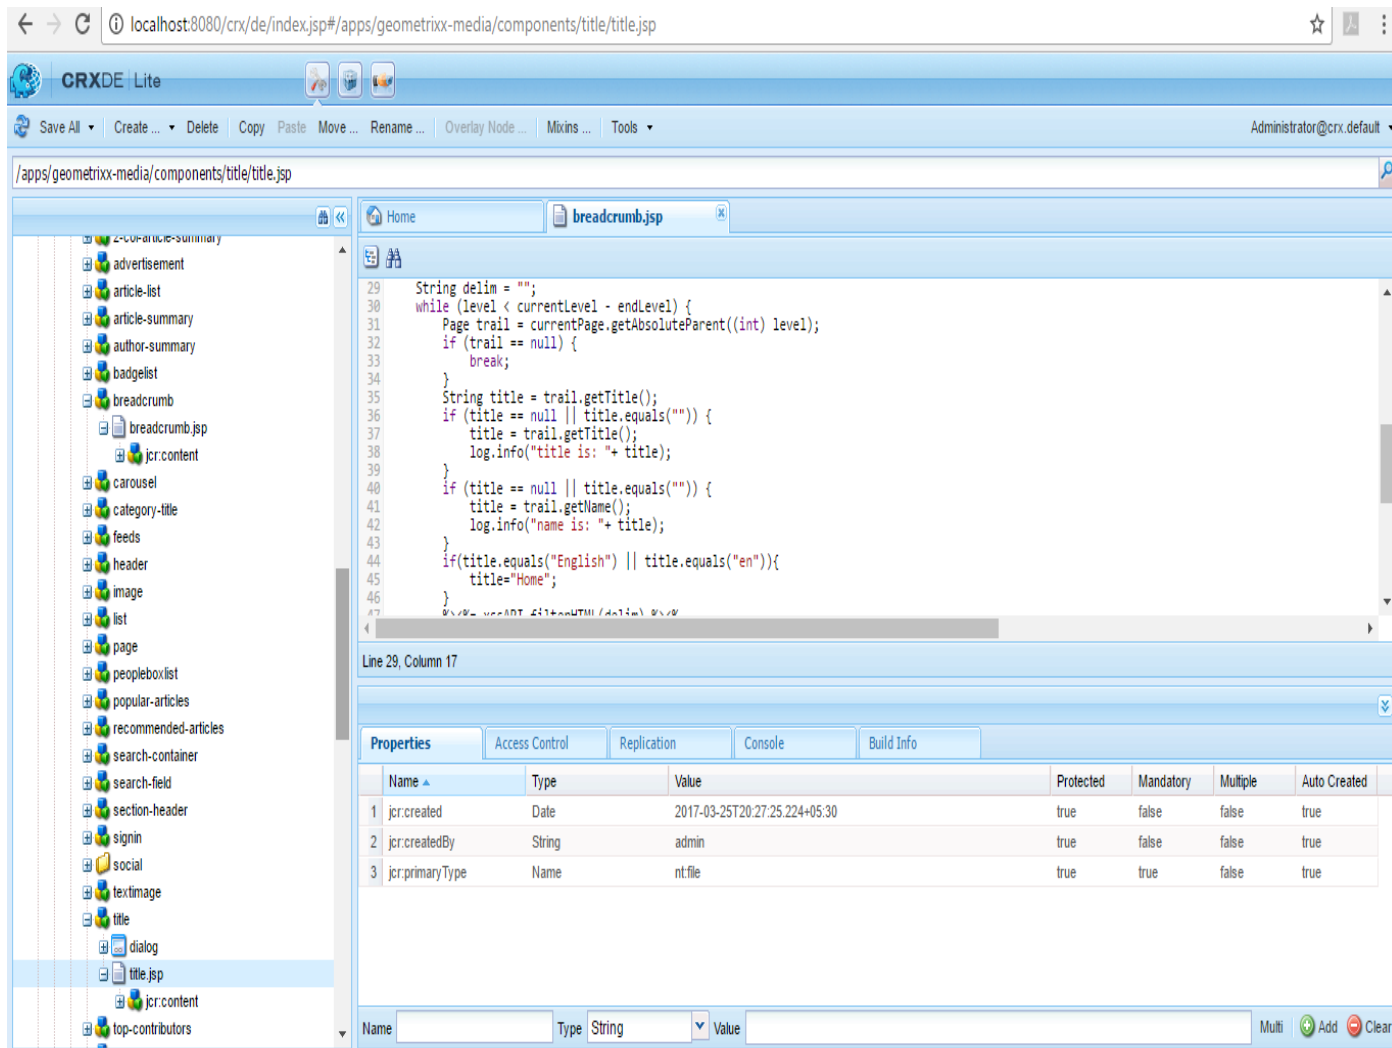 localhost:8080/crx/de/index.jsp#/apps/geometrixx-media/components/title/title.jsp
CRXDE Lite
Save All Create ... Delete Copy Paste Move ... Rename ... Overlay Node ... Mixins ... Tools Administrator@crx.default
/apps/geometrixx-media/components/title/title.jsp
2-col-article-summary
advertisement
article-list
article-summary
author-summary
badgelist
breadcrumb
breadcrumb.jsp
jcr:content
carousel
category-title
feeds
header
image
list
page
peopleboxlist
popular-articles
recommended-articles
search-container
search-field
section-header
signin
social
textimage
title
dialog
title.jsp
jcr:content
top-contributors
Home breadcrumb.jsp
29 String delim = "";
30 while (level < currentLevel - endLevel) {
31 Page trail = currentPage.getAbsoluteParent((int) level);
32 if (trail == null) {
33 break;
34 }
35 String title = trail.getTitle();
36 if (title == null || title.equals("")) {
37 title = trail.getTitle();
38 log.info("title is: "+ title);
39 }
40 if (title == null || title.equals("")) {
41 title = trail.getName();
42 log.info("name is: "+ title);
43 }
44 if(title.equals("English") || title.equals("en")){
45 title="Home";
46 }
47 %><%= xssAPI.filterHTML(delim) %><%
Line 29, Column 17
Properties Access Control Replication Console Build Info
Name Type Value Protected Mandatory Multiple Auto Created
1 jcr:created Date 2017-03-25T20:27:25.224+05:30 true false false true
2 jcr:createdBy String admin true false false true
3 jcr:primaryType Name nt:file true true false true
Name Type String Value Multi Add Clear